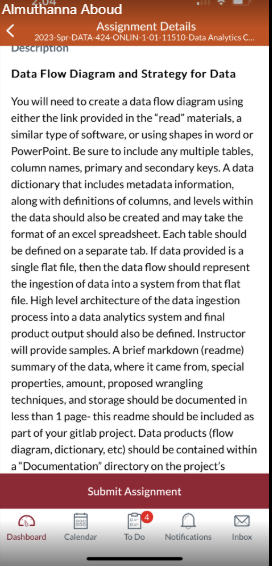 2:04
Almuthanna Aboud
Assignment Details
2023-Spr-DATA-424-ONLIN-1-01-11510-Data Analytics C...
Description
Data Flow Diagram and Strategy for Data
You will need to create a data flow diagram using
either the link provided in the “read” materials, a
similar type of software, or using shapes in word or
PowerPoint. Be sure to include any multiple tables,
column names, primary and secondary keys. A data
dictionary that includes metadata information,
along with definitions of columns, and levels within
the data should also be created and may take the
format of an excel spreadsheet. Each table should
be defined on a separate tab. If data provided is a
single flat file, then the data flow should represent
the ingestion of data into a system from that flat
file. High level architecture of the data ingestion
process into a data analytics system and final
product output should also be defined. Instructor
will provide samples. A brief markdown (readme)
summary of the data, where it came from, special
properties, amount, proposed wrangling
techniques, and storage should be documented in
less than 1 page- this readme should be included as
part of your gitlab project. Data products (flow
diagram, dictionary, etc) should be contained within
a “Documentation” directory on the project’s
Submit Assignment
4
Dashboard Calendar To Do Notifications Inbox